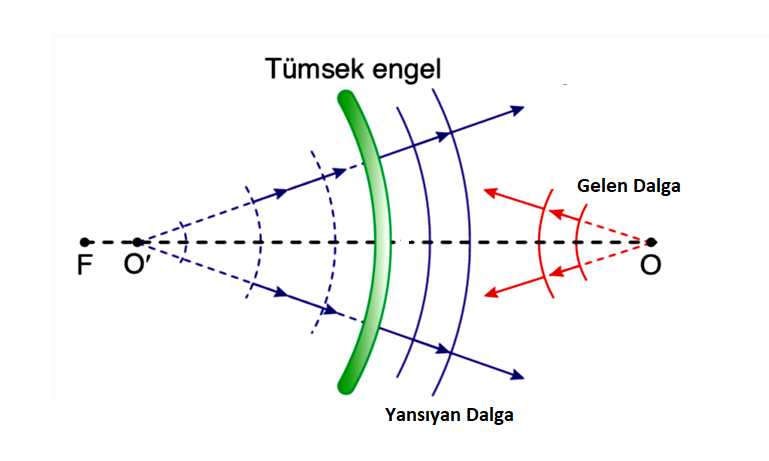 Tümsek engel
Gelen Dalga
F O′ O
Yansıyan Dalga